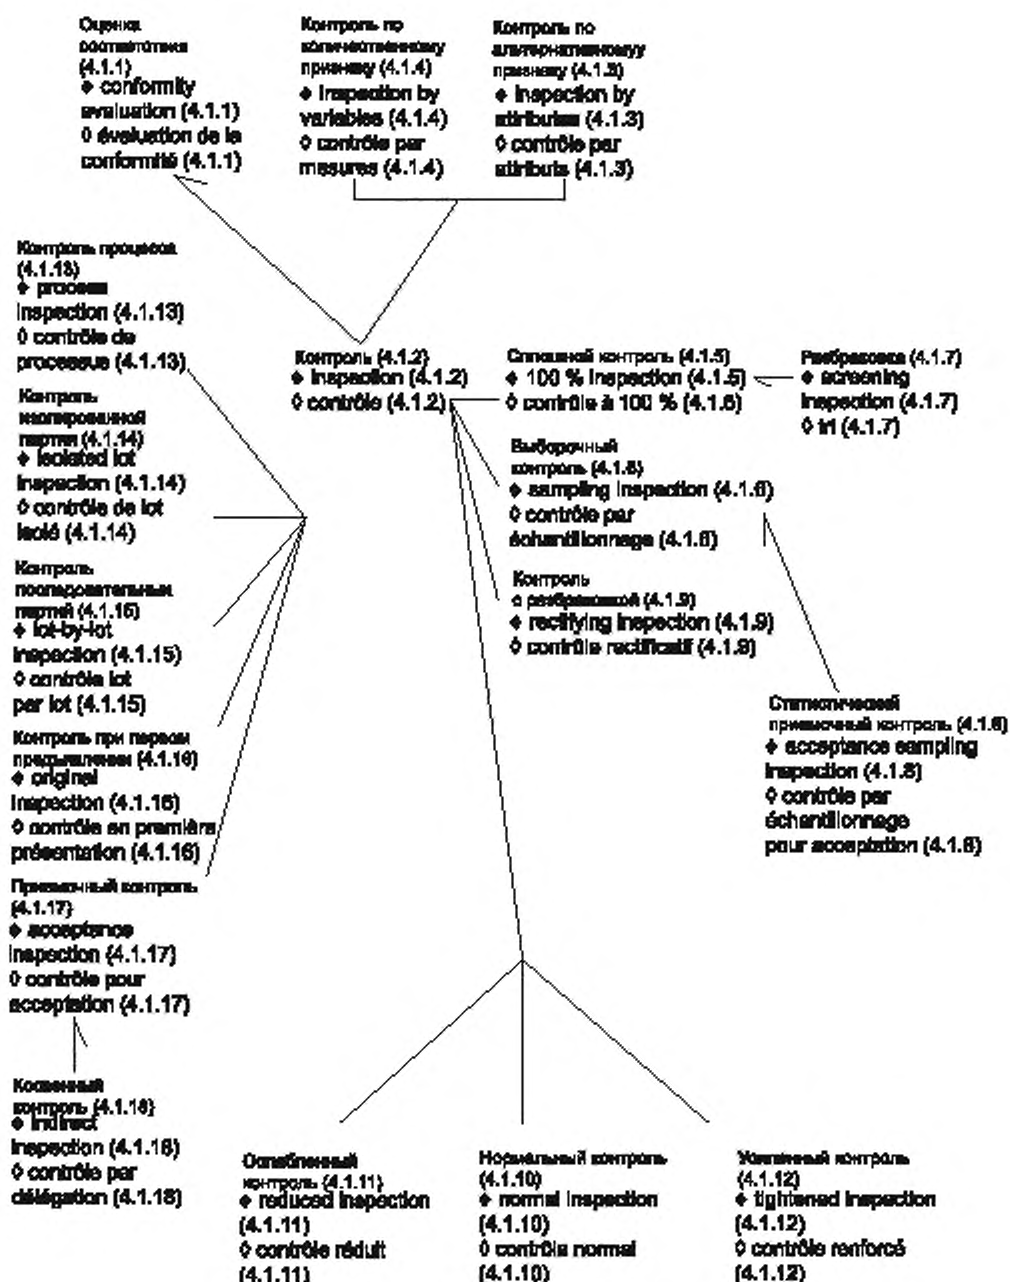 Оценка
соответствия
(4.1.1)
♦ conformity
evaluation (4.1.1)
◊ évaluation de la
conformité (4.1.1)
Контроль по
количественному
признаку (4.1.4)
♦ inspection by
variables (4.1.4)
◊ contrôle par
mesures (4.1.4)
Контроль по
альтернативному
признаку (4.1.3)
♦ inspection by
attributes (4.1.3)
◊ contrôle par
attributs (4.1.3)
Контроль процесса
(4.1.13)
♦ process
inspection (4.1.13)
◊ contrôle de
processus (4.1.13)
Контроль
изолированной
партии (4.1.14)
♦ isolated lot
inspection (4.1.14)
◊ contrôle de lot
isolé (4.1.14)
Контроль
последовательных
партий (4.1.15)
♦ lot-by-lot
inspection (4.1.15)
◊ contrôle lot
par lot (4.1.15)
Контроль при первом
предъявлении (4.1.16)
♦ original
inspection (4.1.16)
◊ contrôle en première
présentation (4.1.16)
Приемочный контроль
(4.1.17)
♦ acceptance
inspection (4.1.17)
◊ contrôle pour
acceptation (4.1.17)
Косвенный
контроль (4.1.18)
♦ indirect
inspection (4.1.18)
◊ contrôle par
délégation (4.1.18)
Контроль (4.1.2)
♦ inspection (4.1.2)
◊ contrôle (4.1.2)
Сплошной контроль (4.1.5)
♦ 100 % inspection (4.1.5)
◊ contrôle à 100 % (4.1.5)
Разбраковка (4.1.7)
♦ screening
inspection (4.1.7)
◊ tri (4.1.7)
Выборочный
контроль (4.1.6)
♦ sampling inspection (4.1.6)
◊ contrôle par
échantillonnage (4.1.6)
Контроль
с разбраковкой (4.1.9)
♦ rectifying inspection (4.1.9)
◊ contrôle rectificatif (4.1.9)
Статистический
приемочный контроль (4.1.8)
♦ acceptance sampling
inspection (4.1.8)
◊ contrôle par
échantillonnage
pour acceptation (4.1.8)
Ослабленный
контроль (4.1.11)
♦ reduced inspection
(4.1.11)
◊ contrôle réduit
(4.1.11)
Нормальный контроль
(4.1.10)
♦ normal inspection
(4.1.10)
◊ contrôle normal
(4.1.10)
Усиленный контроль
(4.1.12)
♦ tightened inspection
(4.1.12)
◊ contrôle renforcé
(4.1.12)